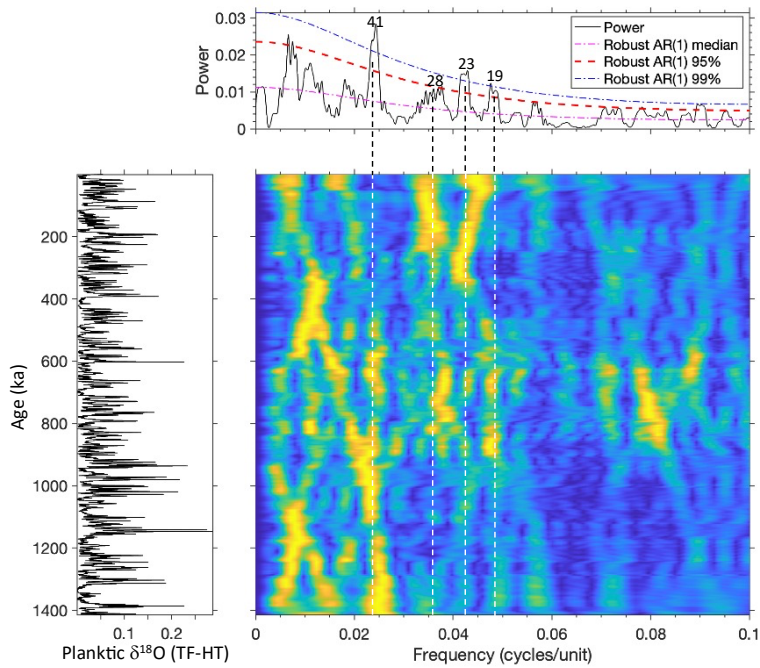 0.03
0.02
0.01
0
Power
41
28
23
19
Power
Robust AR(1) median
Robust AR(1) 95%
Robust AR(1) 99%
200
400
600
800
1000
1200
1400
Age (ka)
0.1 0.2
Planktic δ¹⁸O (TF-HT)
0 0.02 0.04 0.06 0.08 0.1
Frequency (cycles/unit)